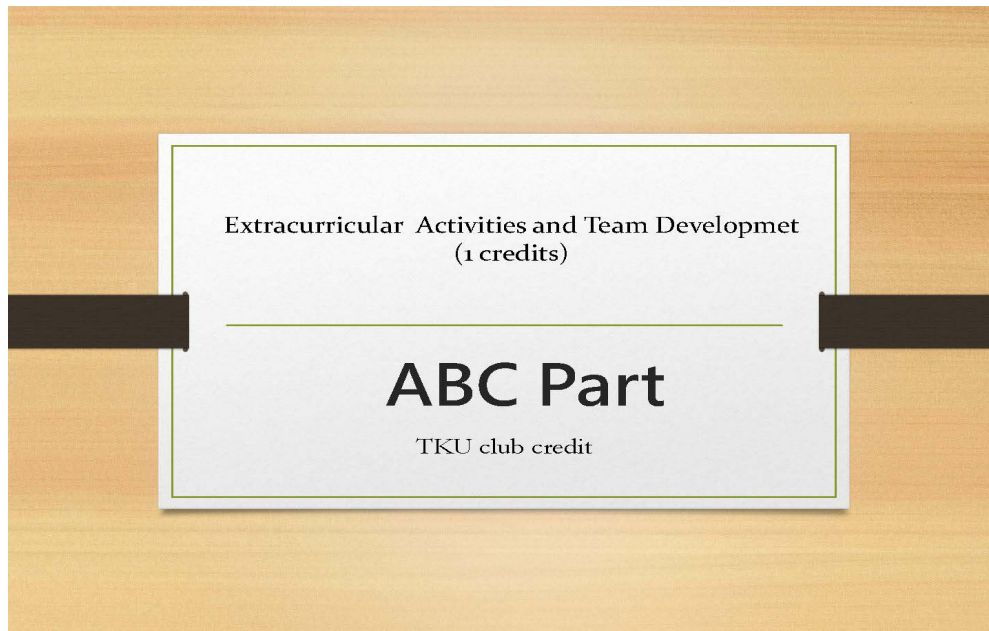 Extracurricular Activities and Team Developmet
(1 credits)
ABC Part
TKU club credit